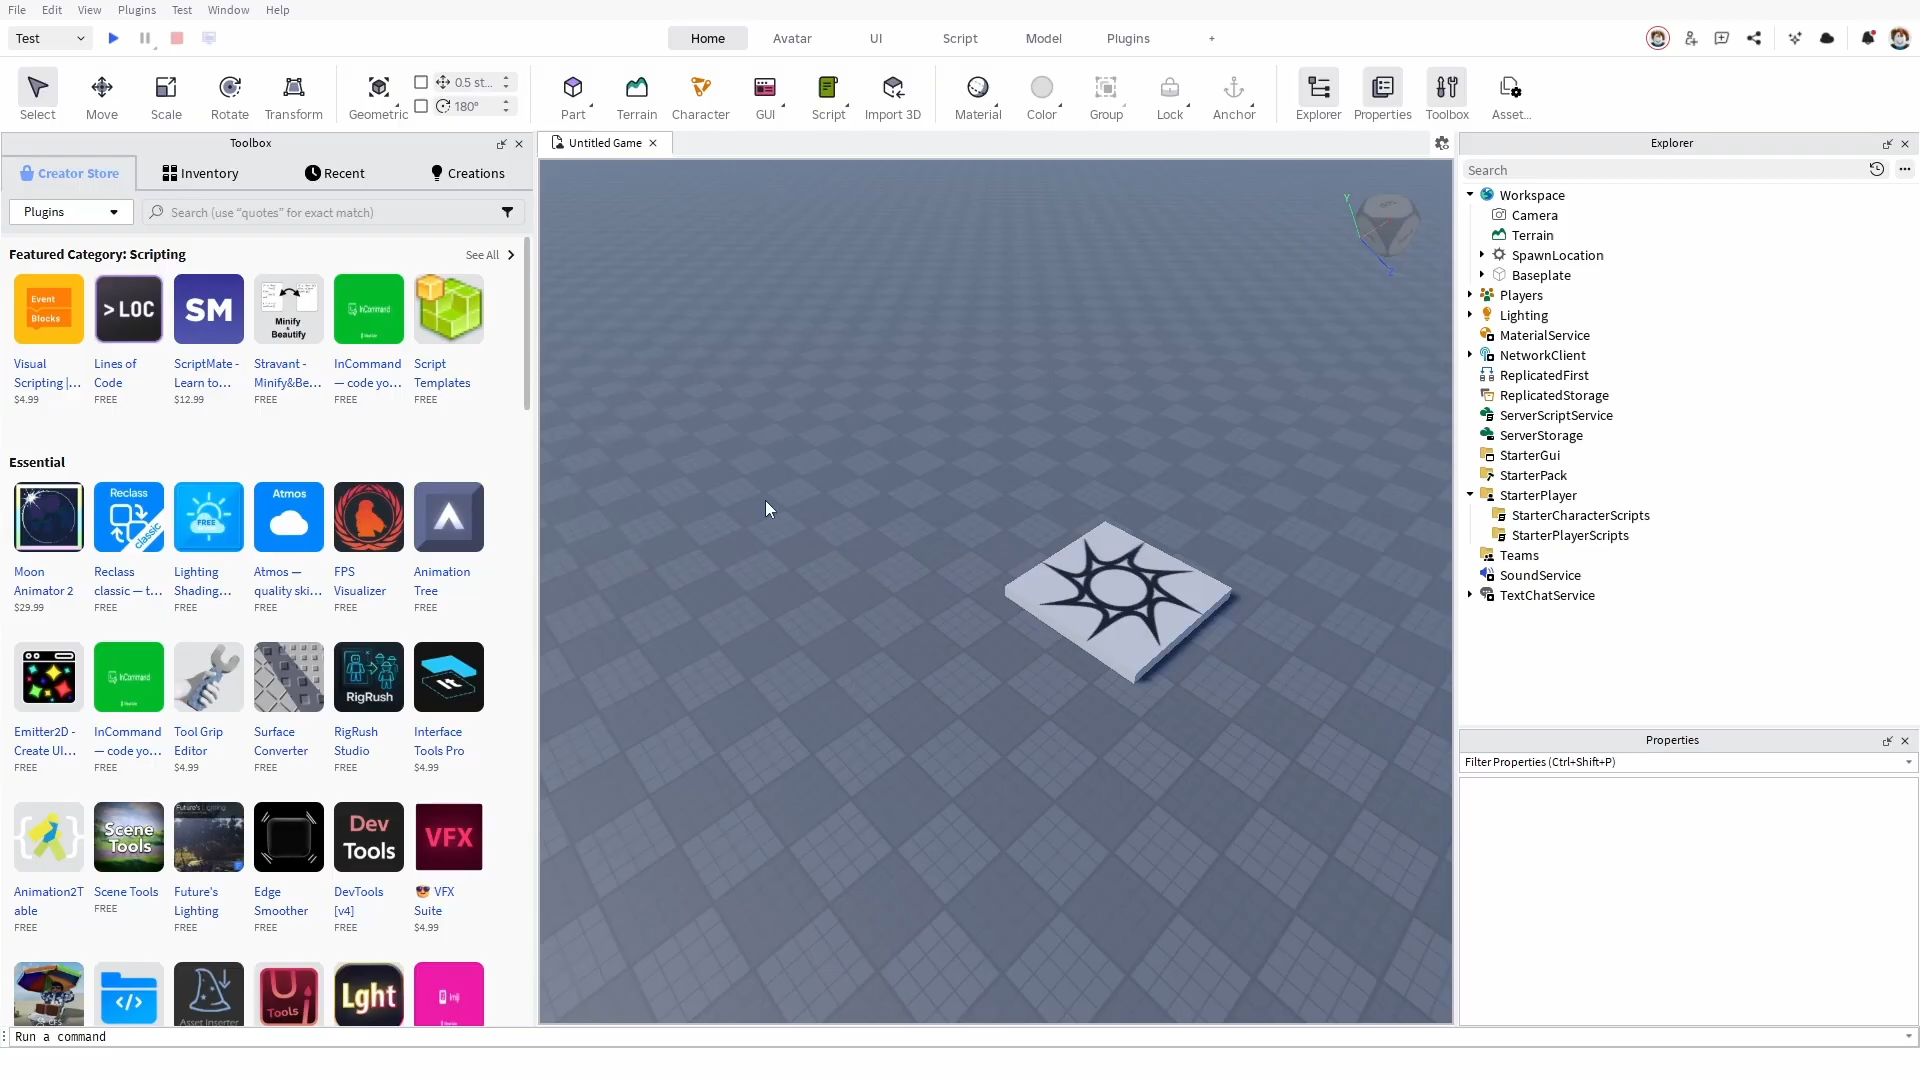 File Edit View Plugins Test Window Help
Test
Home Avatar UI Script Model Plugins +
0.5 st...
180°
Select Move Scale Rotate Transform Geometric Part Terrain Character GUI Script Import 3D Material Color Group Lock Anchor Explorer Properties Toolbox Asset...
Toolbox
Creator Store Inventory Recent Creations
Plugins Search (use “quotes” for exact match)
Featured Category: Scripting See All
Event Blocks
>LOC
SM
Minify & Beautify
InCommand
Visual Scripting |...
$4.99
Lines of Code
FREE
ScriptMate - Learn to...
$12.99
Stravant - Minify&Be...
FREE
InCommand — code yo...
FREE
Script Templates
FREE
Essential
Reclass classic
FREE
Atmos
Moon Animator 2
$29.99
Reclass classic — t...
FREE
Lighting Shading...
FREE
Atmos — quality ski...
FREE
FPS Visualizer
FREE
Animation Tree
FREE
InCommand
RigRush
It
Emitter2D - Create UI...
FREE
InCommand — code yo...
FREE
Tool Grip Editor
$4.99
Surface Converter
FREE
RigRush Studio
FREE
Interface Tools Pro
$4.99
Scene Tools
Future's Lighting
Dev Tools
VFX
Animation2Table
FREE
Scene Tools
FREE
Future's Lighting
FREE
Edge Smoother
FREE
DevTools [v4]
FREE
VFX Suite
$4.99
Asset Inserter
Tools
Lght
Untitled Game
Y
Z
Explorer
Search
Workspace
Camera
Terrain
SpawnLocation
Baseplate
Players
Lighting
MaterialService
NetworkClient
ReplicatedFirst
ReplicatedStorage
ServerScriptService
ServerStorage
StarterGui
StarterPack
StarterPlayer
StarterCharacterScripts
StarterPlayerScripts
Teams
SoundService
TextChatService
Properties
Filter Properties (Ctrl+Shift+P)
Run a command